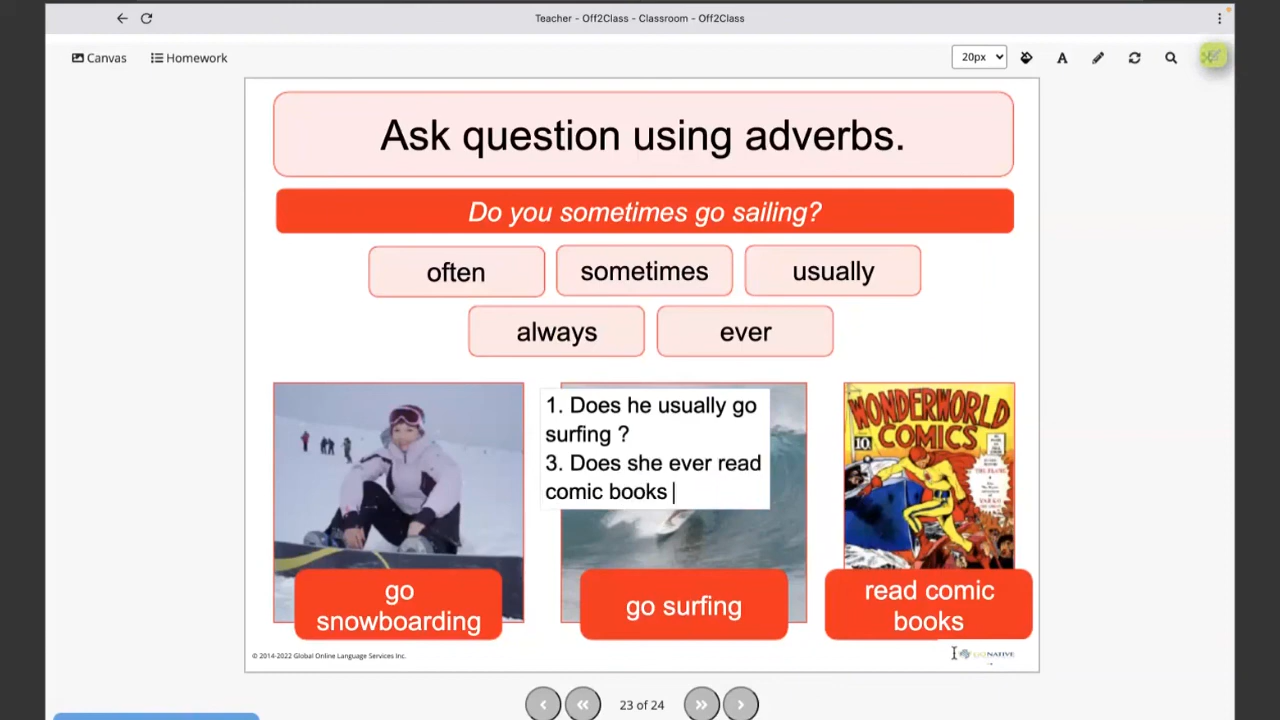 Teacher - Off2Class - Classroom - Off2Class
Canvas
Homework
20px
A
Ask question using adverbs.
Do you sometimes go sailing?
often
sometimes
usually
always
ever
1. Does he usually go
surfing ?
3. Does she ever read
comic books
WONDERWORLD
COMICS
10
go
snowboarding
go surfing
read comic
books
© 2014-2022 Global Online Language Services Inc.
23 of 24